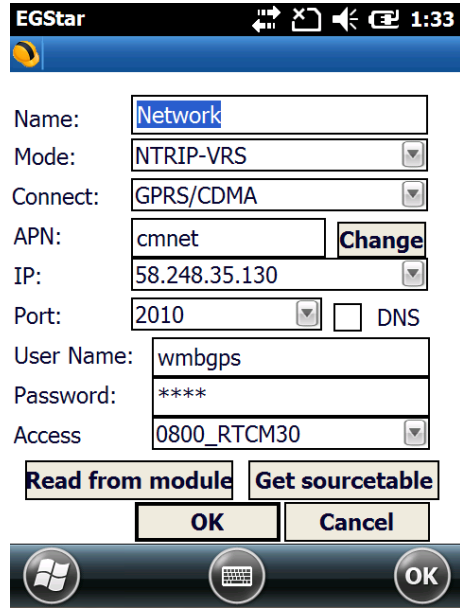 EGStar 1:33
Name: Network
Mode: NTRIP-VRS
Connect: GPRS/CDMA
APN: cmnet Change
IP: 58.248.35.130
Port: 2010 DNS
User Name: wmbgps
Password: ****
Access 0800_RTCM30
Read from module Get sourcetable
OK Cancel
OK